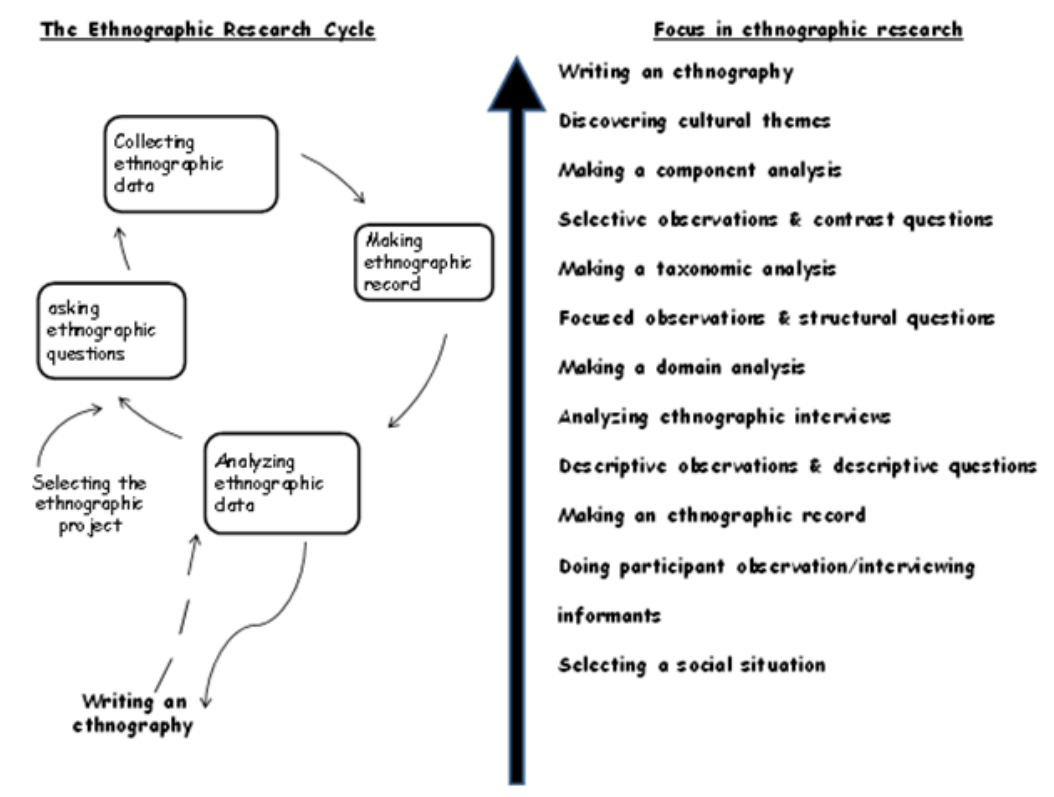 The Ethnographic Research Cycle
Collecting
ethnographic
data
Making
ethnographic
record
asking
ethnographic
questions
Analyzing
ethnographic
data
Selecting the
ethnographic
project
Writing an
ethnography
Focus in ethnographic research
Writing an ethnography
Discovering cultural themes
Making a component analysis
Selective observations & contrast questions
Making a taxonomic analysis
Focused observations & structural questions
Making a domain analysis
Analyzing ethnographic interviews
Descriptive observations & descriptive questions
Making an ethnographic record
Doing participant observation/interviewing
informants
Selecting a social situation